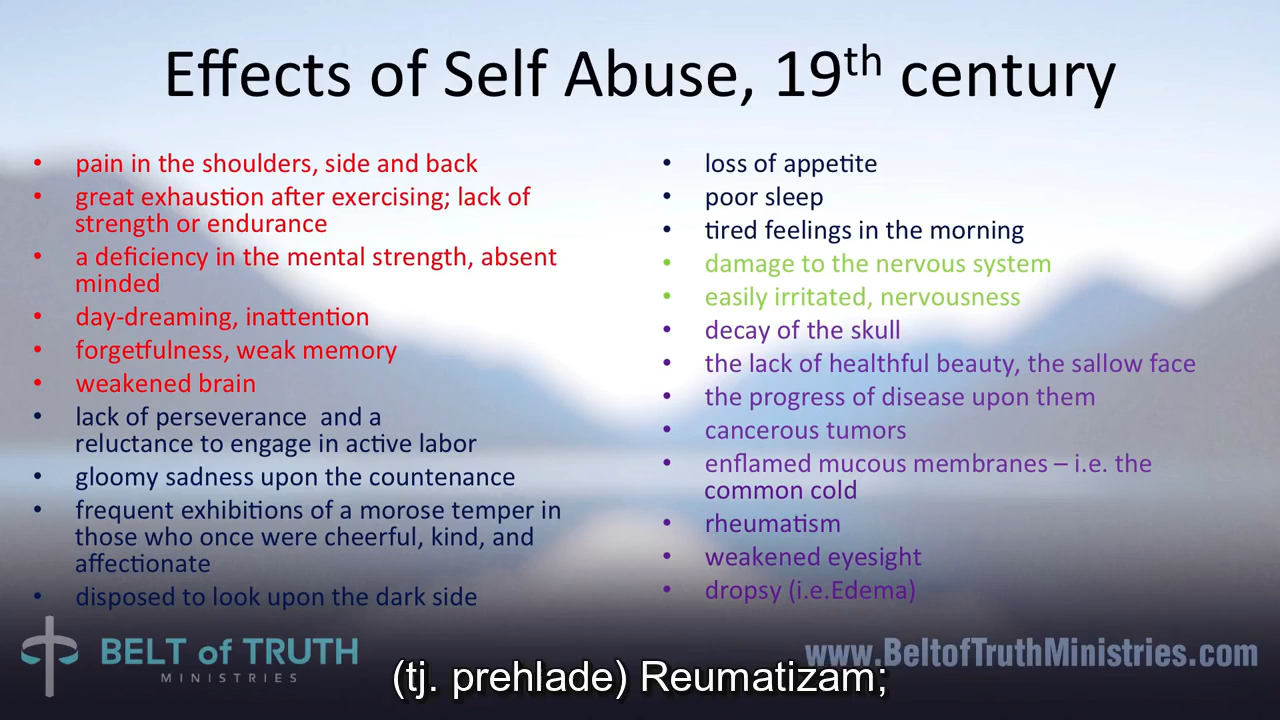 Effects of Self Abuse, 19th century
• pain in the shoulders, side and back
• great exhaustion after exercising; lack of
strength or endurance
• a deficiency in the mental strength, absent
minded
• day-dreaming, inattention
• forgetfulness, weak memory
• weakened brain
• lack of perseverance  and a
reluctance to engage in active labor
• gloomy sadness upon the countenance
• frequent exhibitions of a morose temper in
those who once were cheerful, kind, and
affectionate
• disposed to look upon the dark side
• loss of appetite
• poor sleep
• tired feelings in the morning
• damage to the nervous system
• easily irritated, nervousness
• decay of the skull
• the lack of healthful beauty, the sallow face
• the progress of disease upon them
• cancerous tumors
• enflamed mucous membranes – i.e. the
common cold
• rheumatism
• weakened eyesight
• dropsy (i.e.Edema)
BELT of TRUTH
MINISTRIES
www.BeltofTruthMinistries.com
(tj. prehlade) Reumatizam;